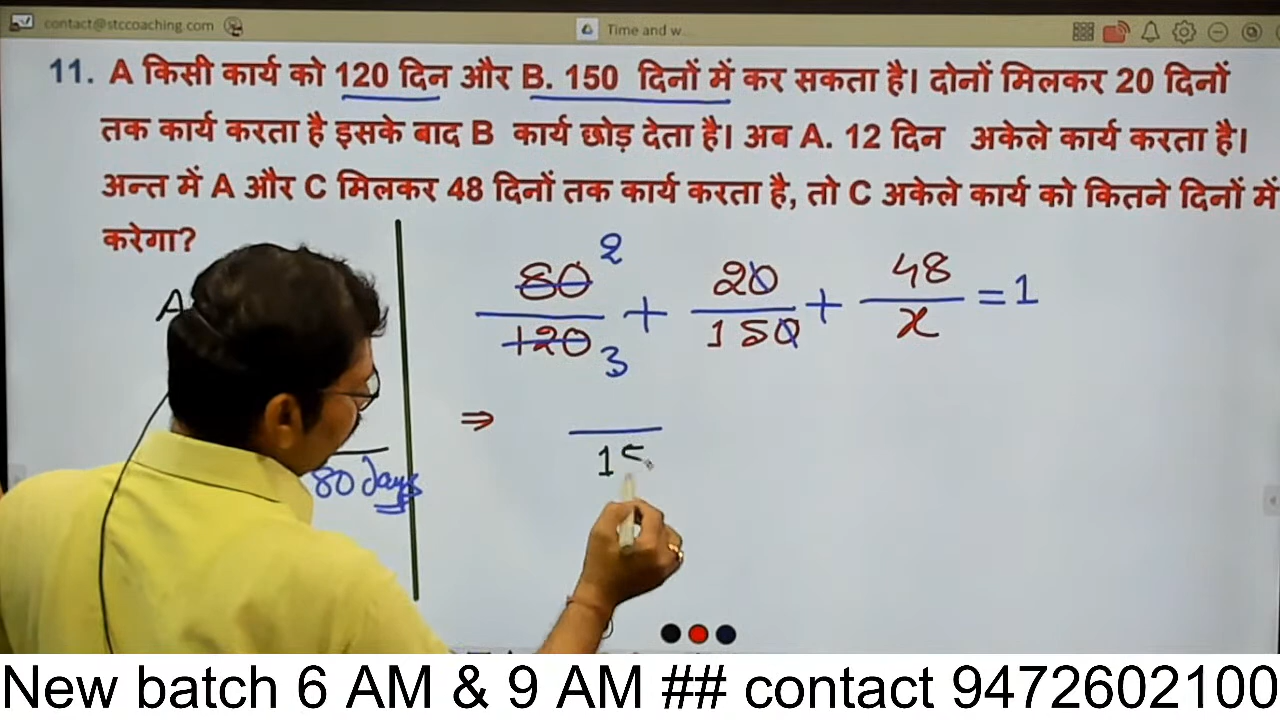 contact@stccoaching.com
Time and w...
11. A किसी कार्य को 120 दिन और B. 150 दिनों में कर सकता है। दोनों मिलकर 20 दिनों
तक कार्य करता है इसके बाद B कार्य छोड़ देता है। अब A. 12 दिन अकेले कार्य करता है।
अन्त में A और C मिलकर 48 दिनों तक कार्य करता है, तो C अकेले कार्य को कितने दिनों में
करेगा?
A
80 days
80/120 2/3 + 20/150 + 48/x = 1
⇒ /15
New batch 6 AM & 9 AM ## contact 9472602100